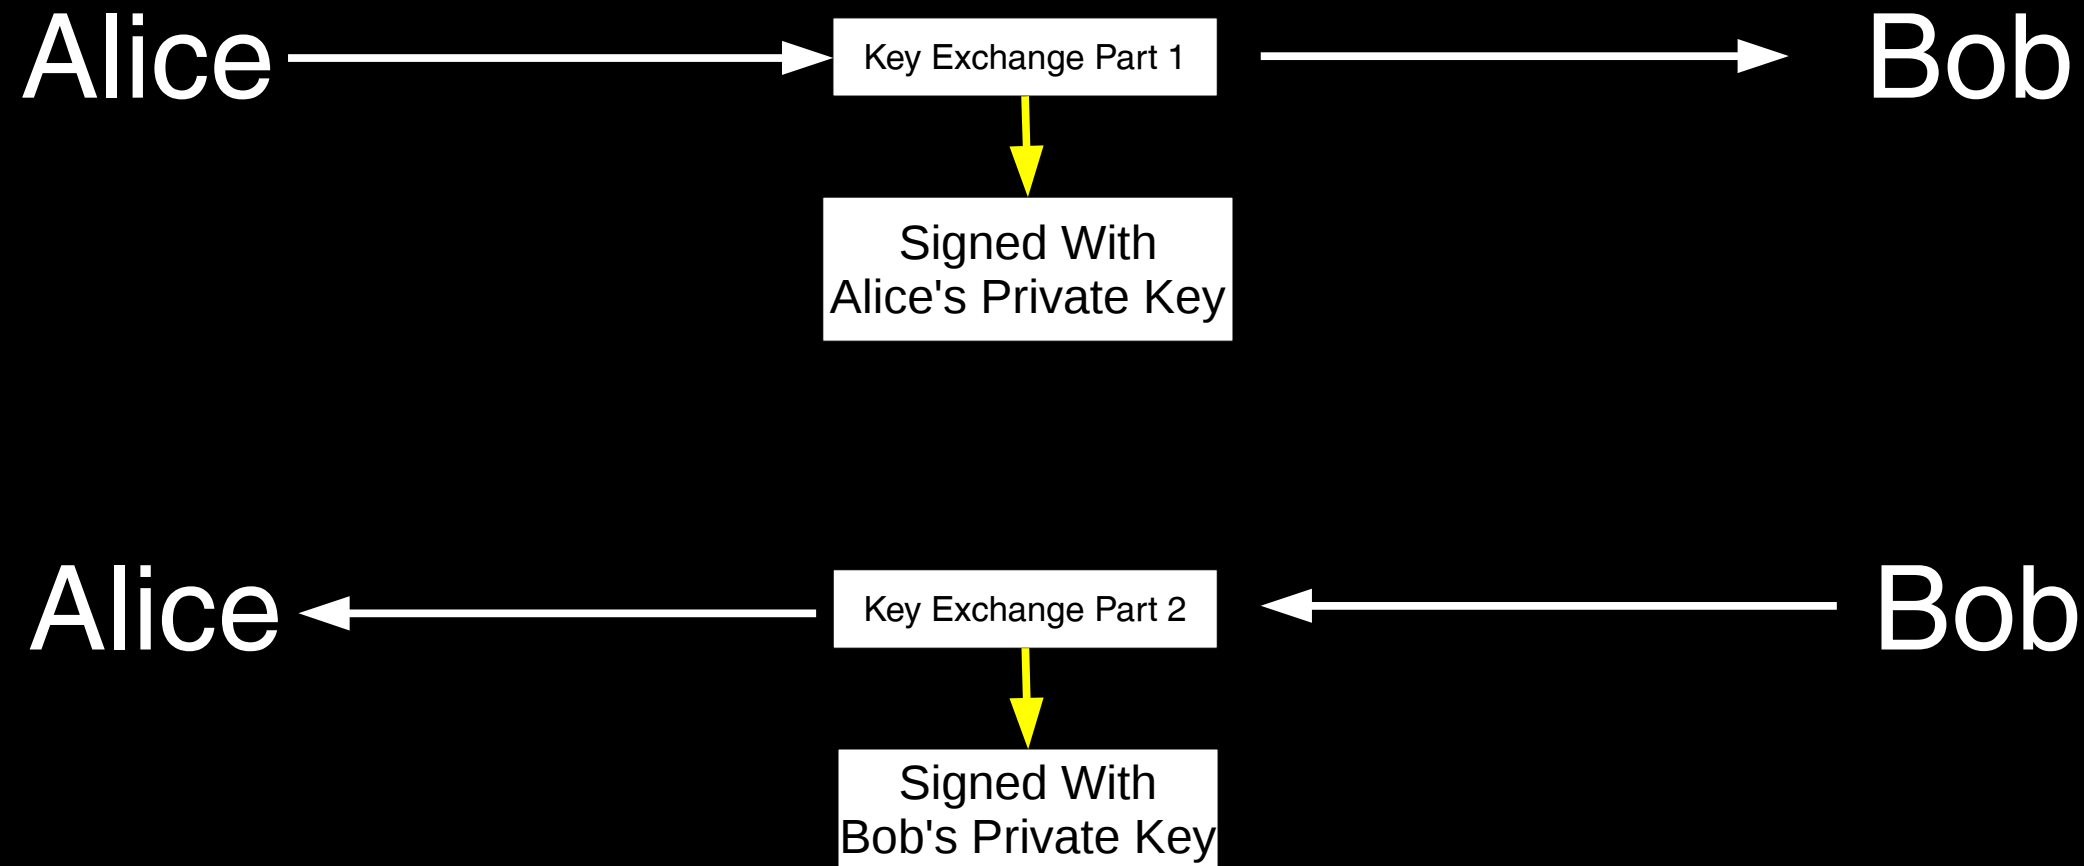 Alice
Key Exchange Part 1
Bob
Signed With
Alice's Private Key
Alice
Key Exchange Part 2
Bob
Signed With
Bob's Private Key